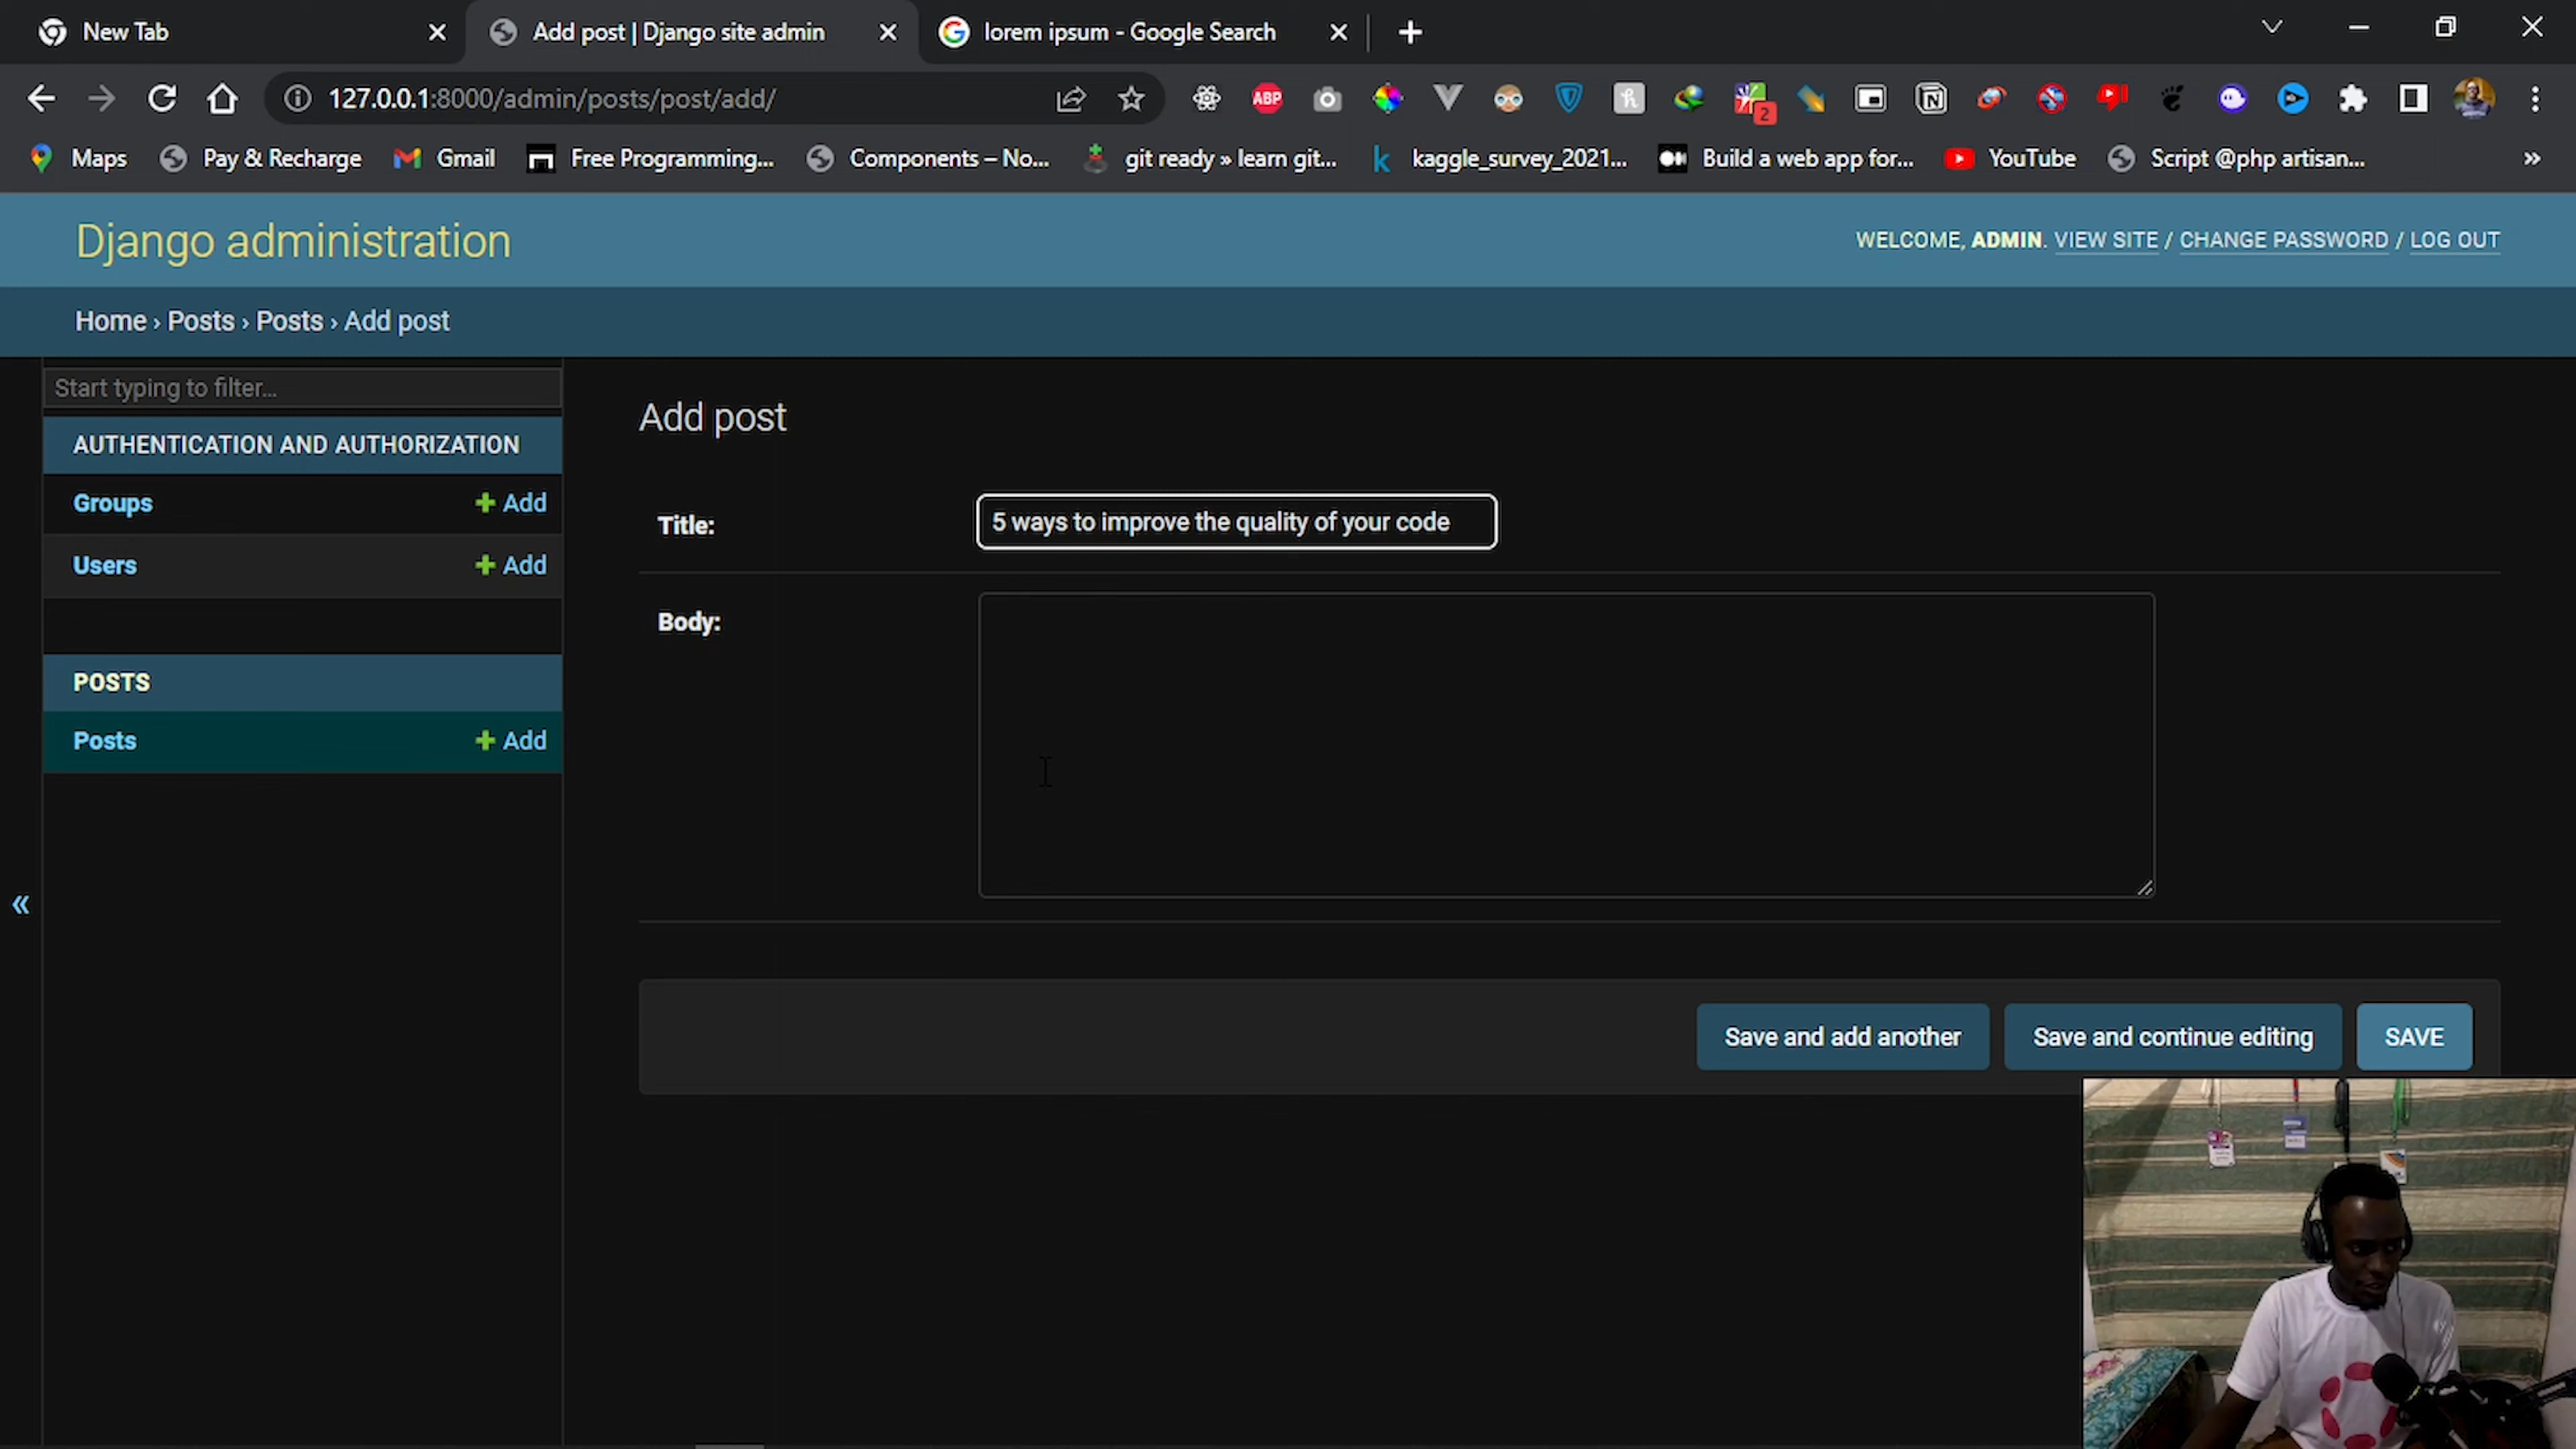 New Tab
Add post | Django site admin
lorem ipsum - Google Search
127.0.0.1:8000/admin/posts/post/add/
ABP
2
Maps
Pay & Recharge
Gmail
Free Programming...
Components – No...
git ready » learn git...
kaggle_survey_2021...
Build a web app for...
YouTube
Script @php artisan...
Django administration
WELCOME, ADMIN. VIEW SITE / CHANGE PASSWORD / LOG OUT
Home › Posts › Posts › Add post
Start typing to filter...
AUTHENTICATION AND AUTHORIZATION
Groups + Add
Users + Add
POSTS
Posts + Add
Add post
Title: 5 ways to improve the quality of your code
Body:
Save and add another
Save and continue editing
SAVE